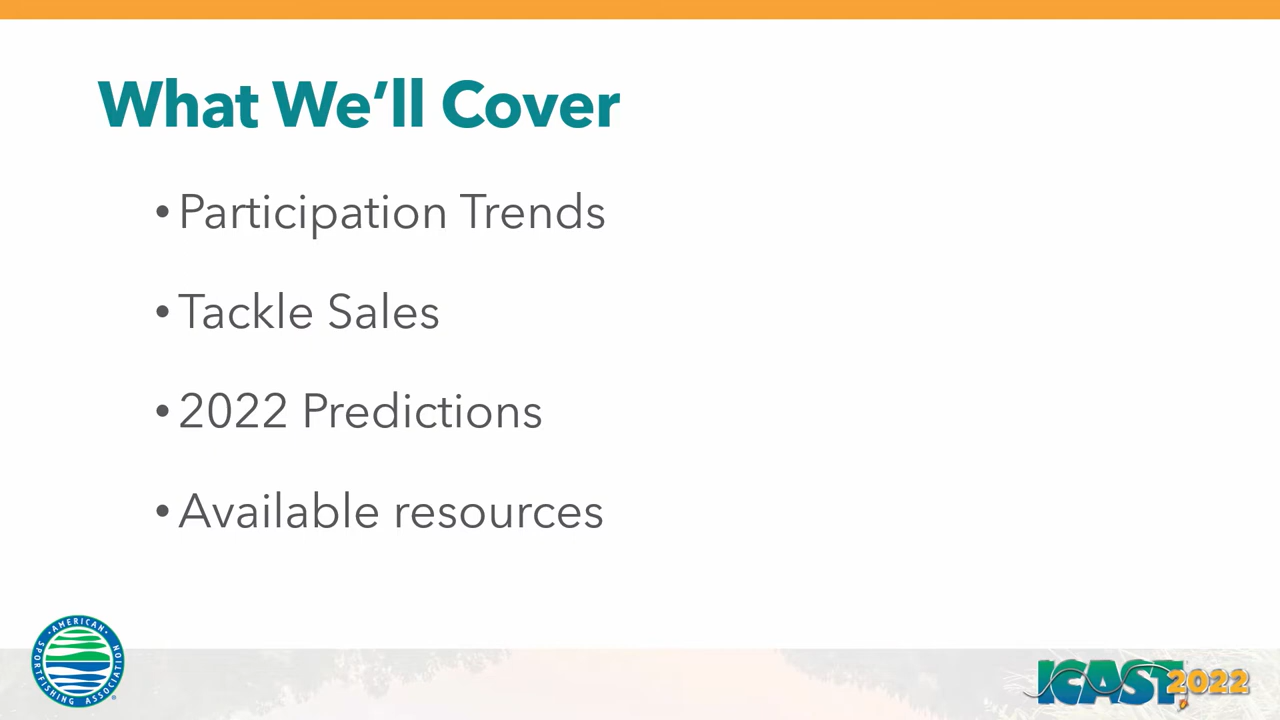 What We’ll Cover
• Participation Trends
• Tackle Sales
• 2022 Predictions
• Available resources
AMERICAN
SPORTFISHING ASSOCIATION
ICAST 2022